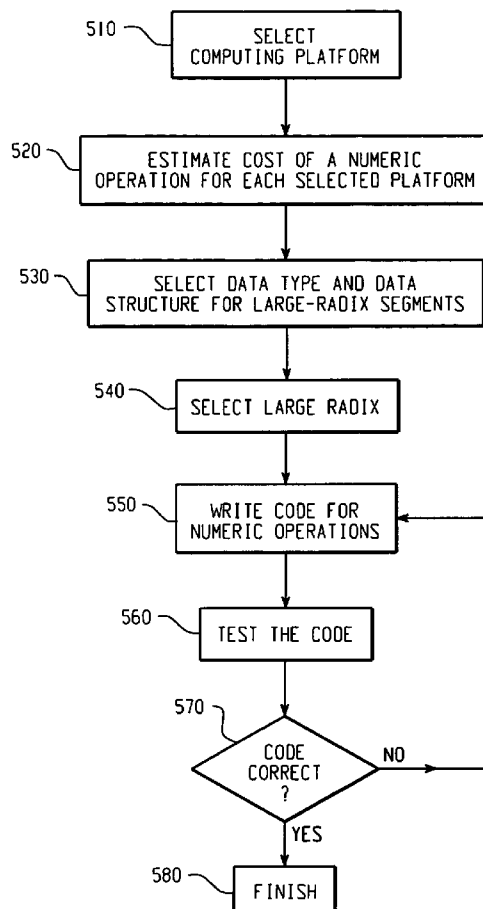 510
SELECT
COMPUTING PLATFORM
520
ESTIMATE COST OF A NUMERIC
OPERATION FOR EACH SELECTED PLATFORM
530
SELECT DATA TYPE AND DATA
STRUCTURE FOR LARGE-RADIX SEGMENTS
540
SELECT LARGE RADIX
550
WRITE CODE FOR
NUMERIC OPERATIONS
560
TEST THE CODE
570
CODE
CORRECT
?
NO
YES
580
FINISH